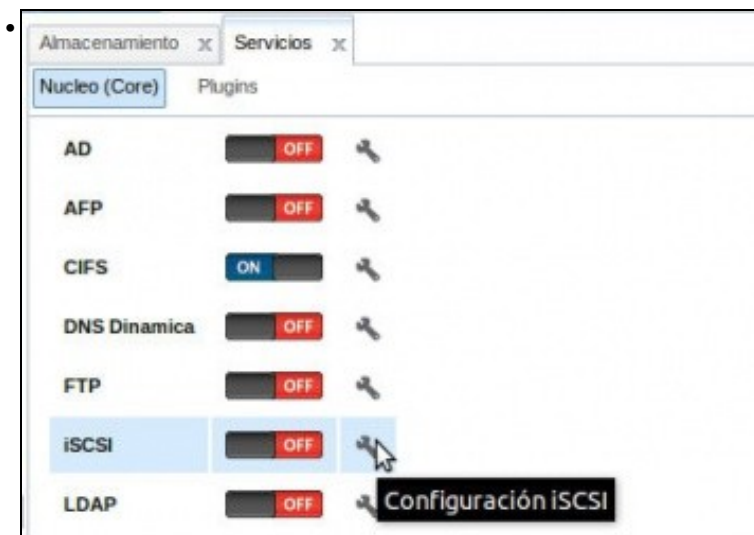 Almacenamiento x Servicios x
Nucleo (Core) Plugins
AD OFF
AFP OFF
CIFS ON
DNS Dinamica OFF
FTP OFF
iSCSI OFF
LDAP OFF
Configuración iSCSI